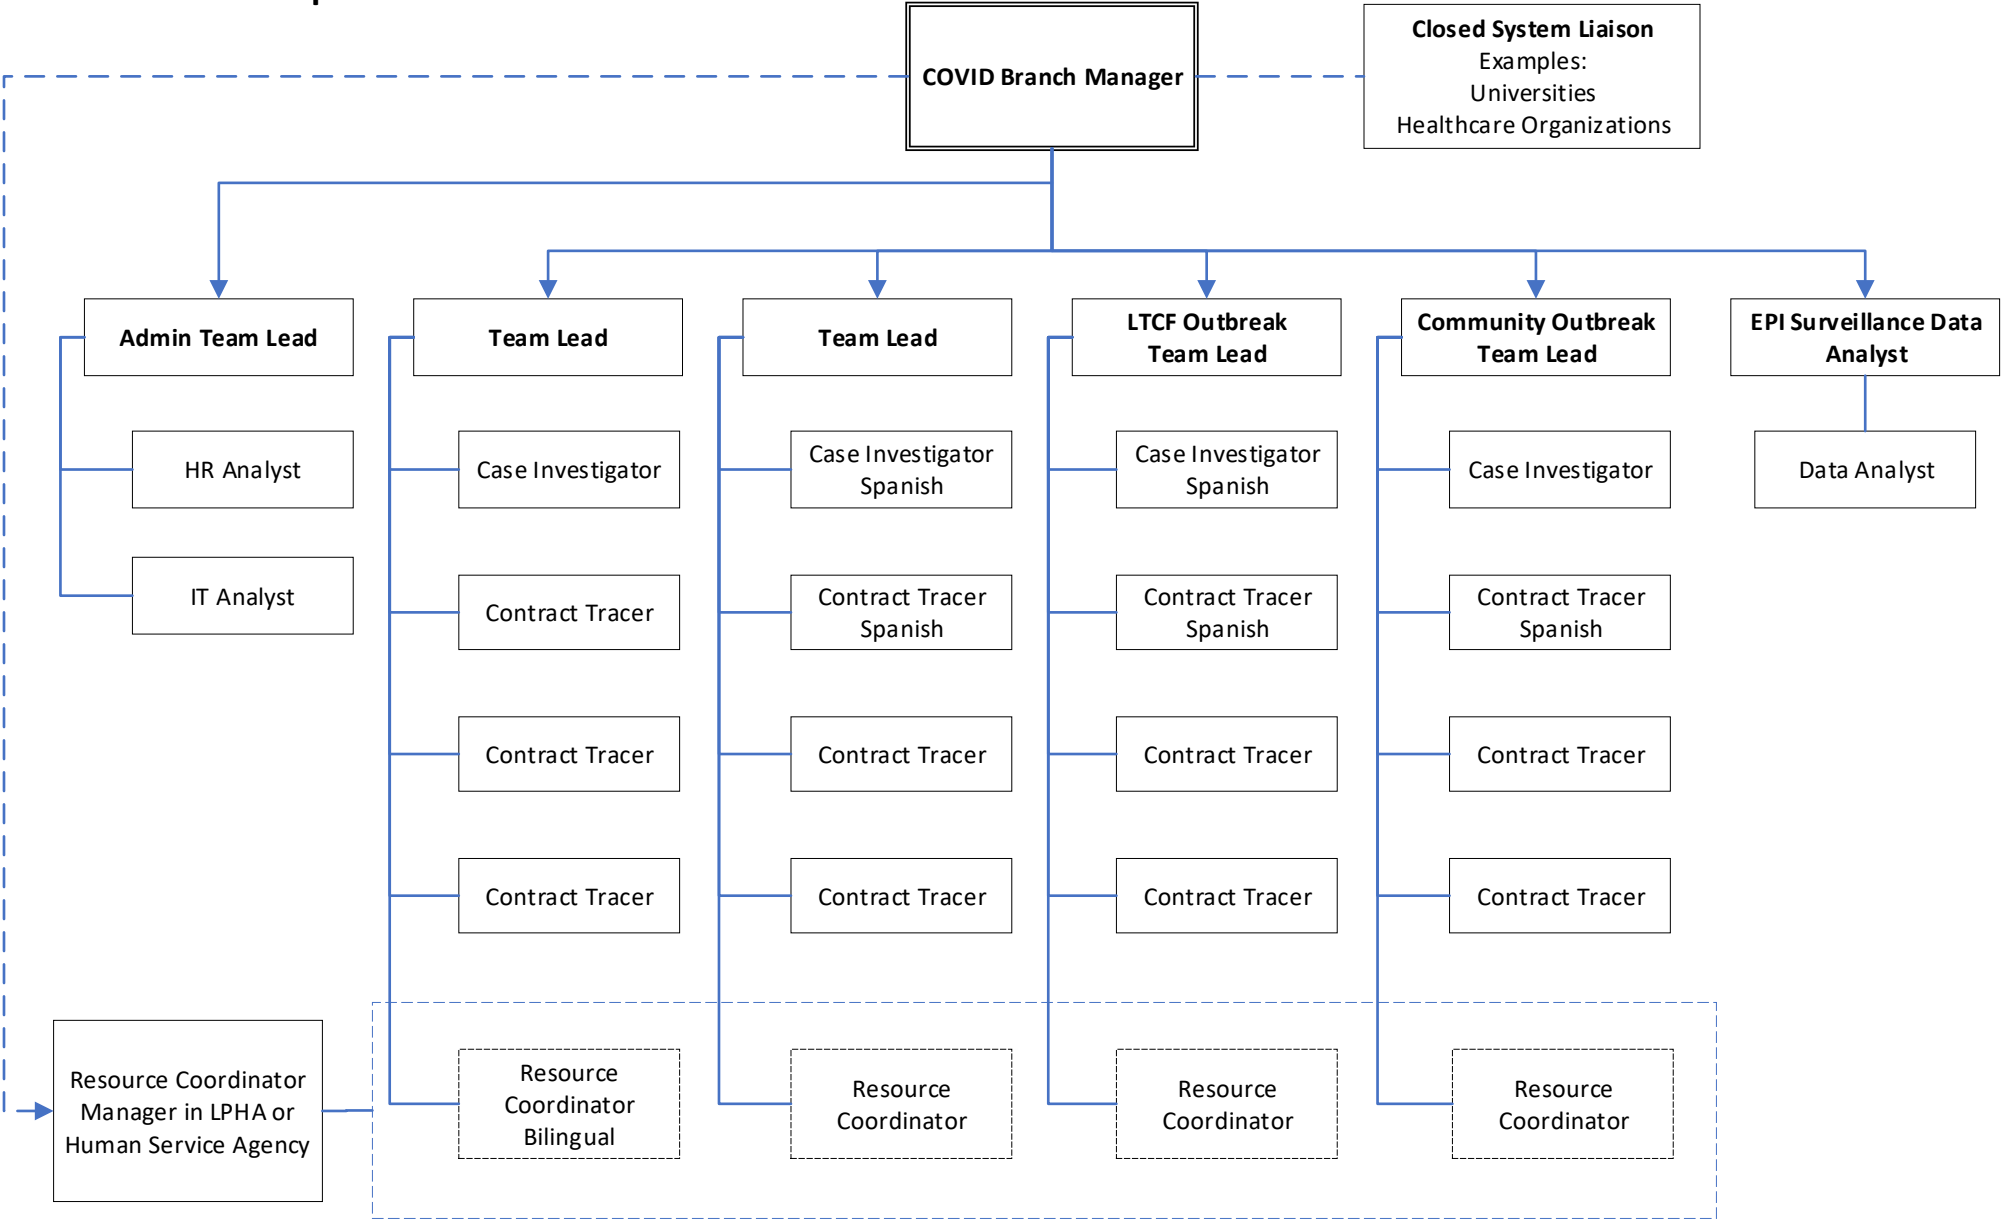 COVID Branch Manager
Closed System Liaison
Examples:
Universities
Healthcare Organizations
Admin Team Lead
Team Lead
Team Lead
LTCF Outbreak
Team Lead
Community Outbreak
Team Lead
EPI Surveillance Data
Analyst
HR Analyst
Case Investigator
Case Investigator
Spanish
Case Investigator
Spanish
Case Investigator
Data Analyst
IT Analyst
Contract Tracer
Contract Tracer
Spanish
Contract Tracer
Spanish
Contract Tracer
Spanish
Contract Tracer
Contract Tracer
Contract Tracer
Contract Tracer
Contract Tracer
Contract Tracer
Contract Tracer
Contract Tracer
Resource Coordinator
Manager in LPHA or
Human Service Agency
Resource
Coordinator
Bilingual
Resource
Coordinator
Resource
Coordinator
Resource
Coordinator